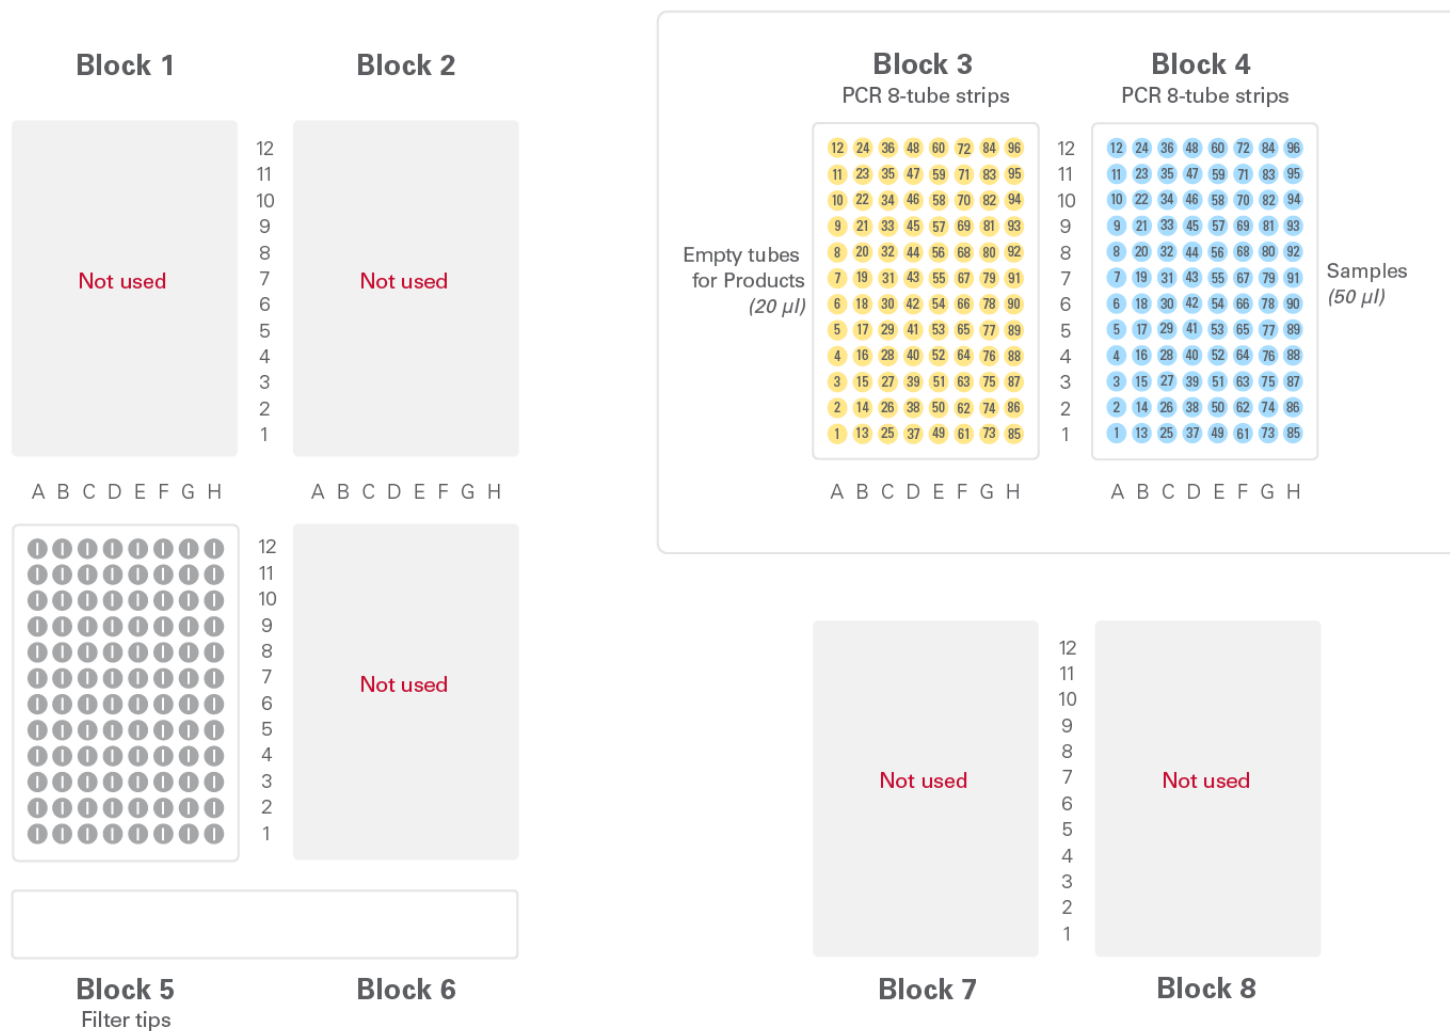 Block 1
Block 2
Block 3
PCR 8-tube strips
Block 4
PCR 8-tube strips
Not used
12
11
10
9
8
7
6
5
4
3
2
1
Not used
A B C D E F G H
A B C D E F G H
Empty tubes
for Products
(20 µl)
12 24 36 48 60 72 84 96
11 23 35 47 59 71 83 95
10 22 34 46 58 70 82 94
9 21 33 45 57 69 81 93
8 20 32 44 56 68 80 92
7 19 31 43 55 67 79 91
6 18 30 42 54 66 78 90
5 17 29 41 53 65 77 89
4 16 28 40 52 64 76 88
3 15 27 39 51 63 75 87
2 14 26 38 50 62 74 86
1 13 25 37 49 61 73 85
A B C D E F G H
12
11
10
9
8
7
6
5
4
3
2
1
12 24 36 48 60 72 84 96
11 23 35 47 59 71 83 95
10 22 34 46 58 70 82 94
9 21 33 45 57 69 81 93
8 20 32 44 56 68 80 92
7 19 31 43 55 67 79 91
6 18 30 42 54 66 78 90
5 17 29 41 53 65 77 89
4 16 28 40 52 64 76 88
3 15 27 39 51 63 75 87
2 14 26 38 50 62 74 86
1 13 25 37 49 61 73 85
A B C D E F G H
Samples
(50 µl)
I I I I I I I I
I I I I I I I I
I I I I I I I I
I I I I I I I I
I I I I I I I I
I I I I I I I I
I I I I I I I I
I I I I I I I I
I I I I I I I I
I I I I I I I I
I I I I I I I I
I I I I I I I I
12
11
10
9
8
7
6
5
4
3
2
1
Not used
Block 5
Filter tips
Block 6
Not used
12
11
10
9
8
7
6
5
4
3
2
1
Not used
Block 7
Block 8